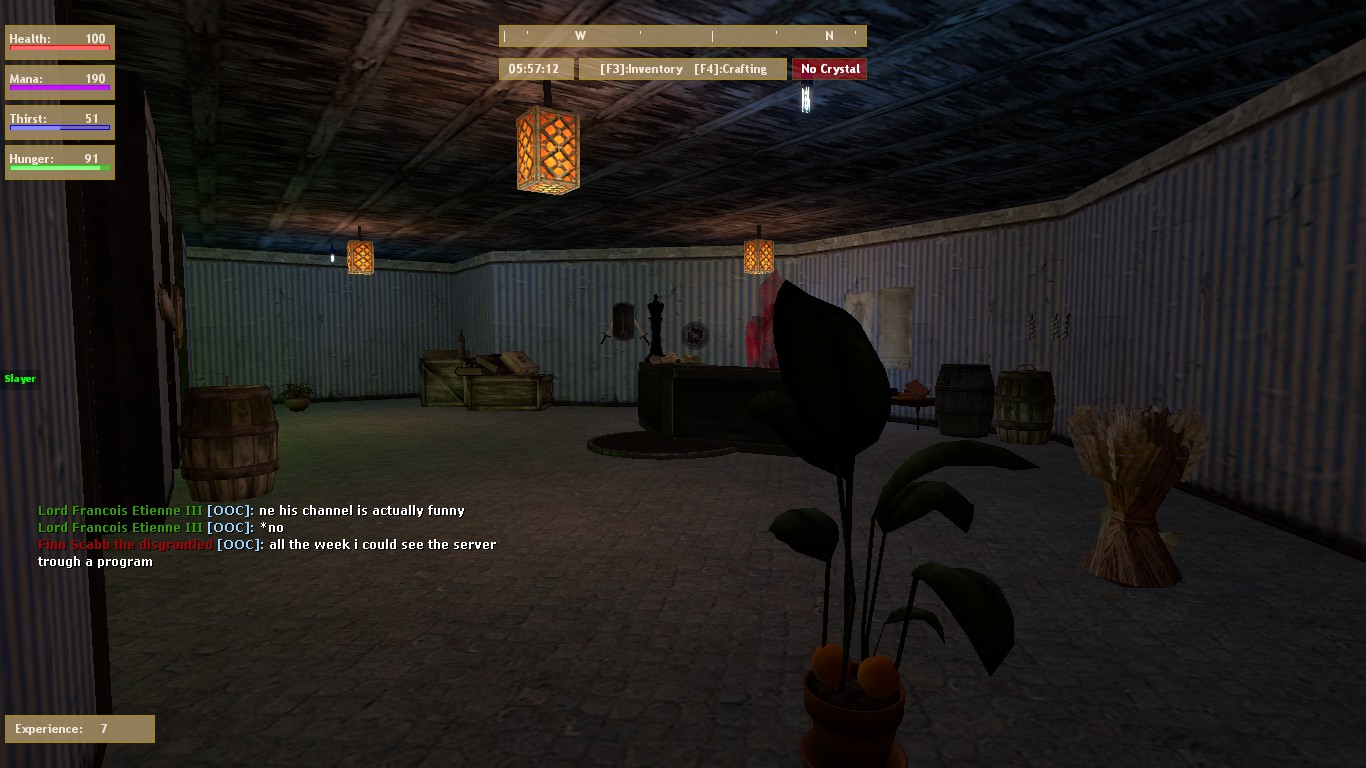 Health: 100
Mana: 190
Thirst: 51
Hunger: 91
W N
05:57:12 [F3]:Inventory [F4]:Crafting No Crystal
Slayer
Lord Francois Etienne III [OOC]: ne his channel is actually funny
Lord Francois Etienne III [OOC]: *no
Finn Scabb the disgruntled [OOC]: all the week i could see the server
trough a program
Experience: 7